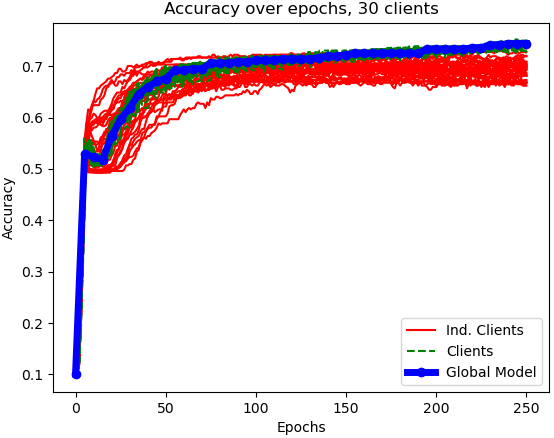 Accuracy over epochs, 30 clients
0.7
0.6
0.5
0.4
0.3
0.2
0.1
Accuracy
Ind. Clients
Clients
Global Model
0 50 100 150 200 250
Epochs